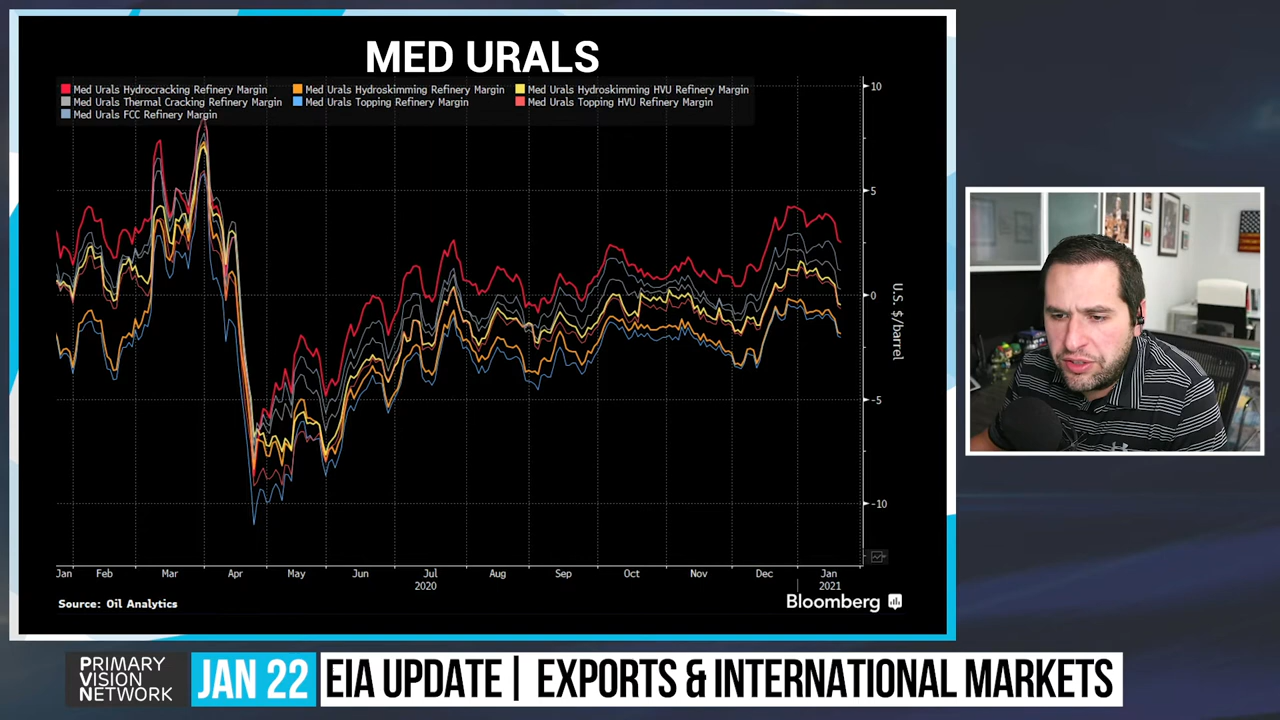 MED URALS
Med Urals Hydrocracking Refinery Margin Med Urals Hydroskimming Refinery Margin Med Urals Hydroskimming HVU Refinery Margin
Med Urals Thermal Cracking Refinery Margin Med Urals Topping Refinery Margin Med Urals Topping HVU Refinery Margin
Med Urals FCC Refinery Margin
10
5
0
U.S. $/barrel
-5
-10
Jan Feb Mar Apr May Jun Jul Aug Sep Oct Nov Dec Jan
2020 2021
Source: Oil Analytics
Bloomberg
PRIMARY
VISION
NETWORK
JAN 22 EIA UPDATE | EXPORTS & INTERNATIONAL MARKETS